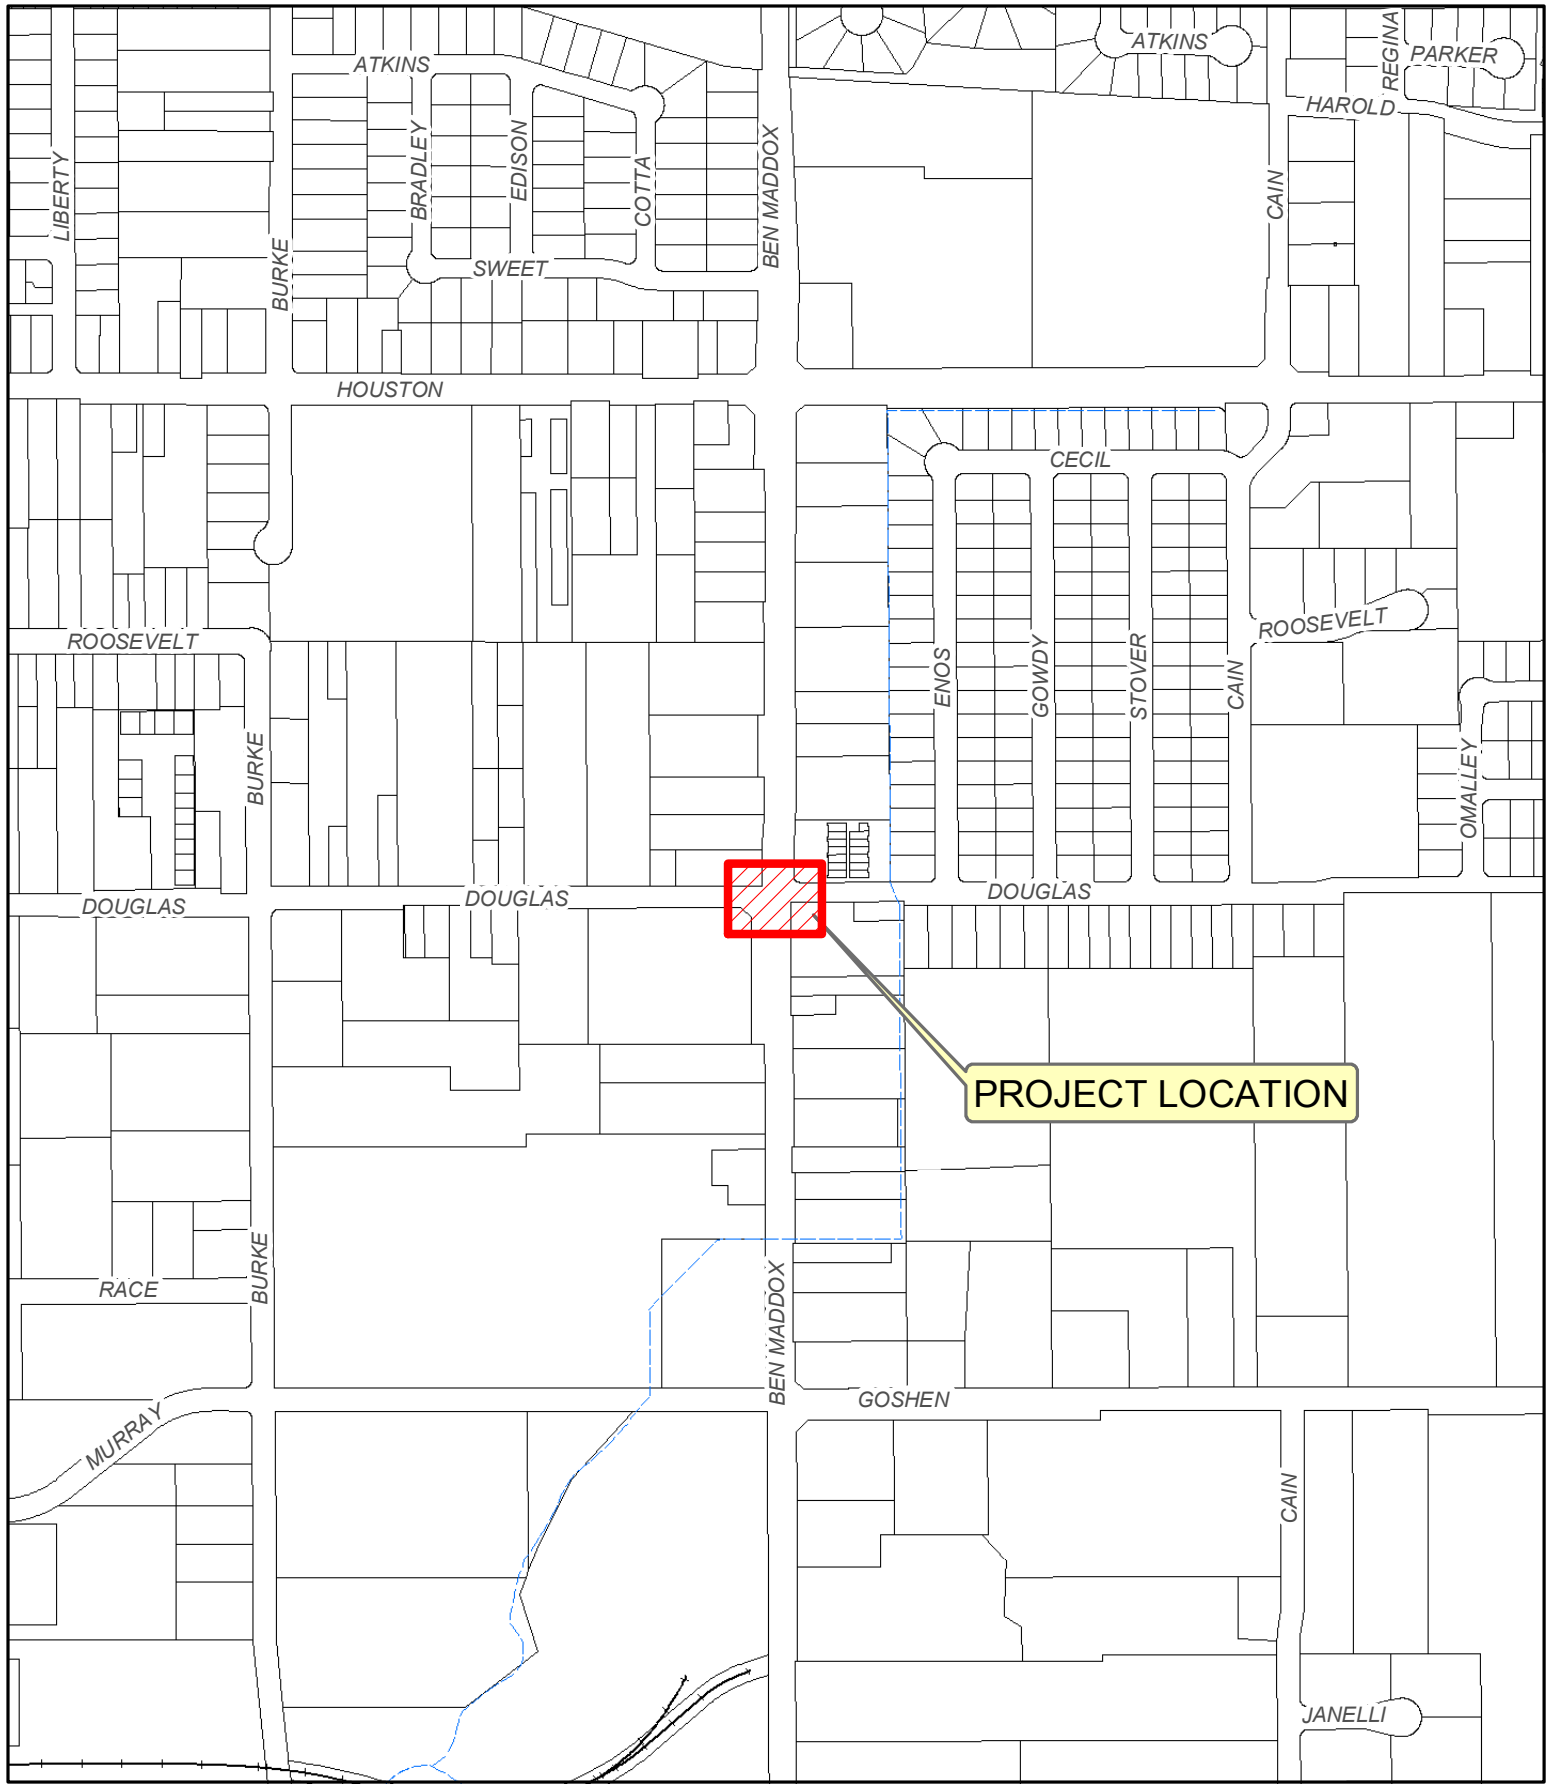 ATKINS
ATKINS
REGINA
PARKER
HAROLD
LIBERTY
BRADLEY
EDISON
COTTA
BEN MADDOX
CAIN
BURKE
SWEET
HOUSTON
CECIL
ROOSEVELT
ROOSEVELT
ENOS
GOWDY
STOVER
CAIN
BURKE
OMALLEY
DOUGLAS
DOUGLAS
DOUGLAS
PROJECT LOCATION
RACE
BURKE
BEN MADDOX
GOSHEN
MURRAY
CAIN
JANELLI